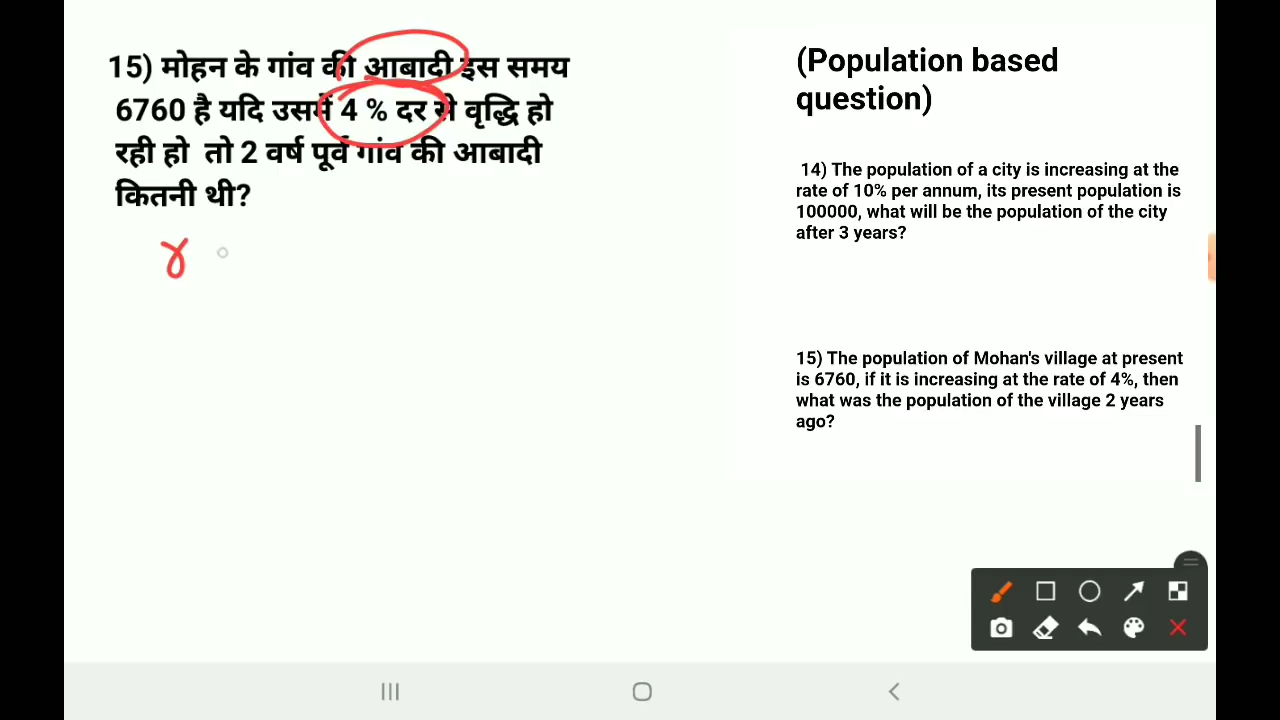 15) मोहन के गांव की आबादी इस समय
6760 है यदि उसमें 4 % दर से वृद्धि हो
रही हो तो 2 वर्ष पूर्व गांव की आबादी
कितनी थी?
(Population based
question)
14) The population of a city is increasing at the
rate of 10% per annum, its present population is
100000, what will be the population of the city
after 3 years?
15) The population of Mohan's village at present
is 6760, if it is increasing at the rate of 4%, then
what was the population of the village 2 years
ago?